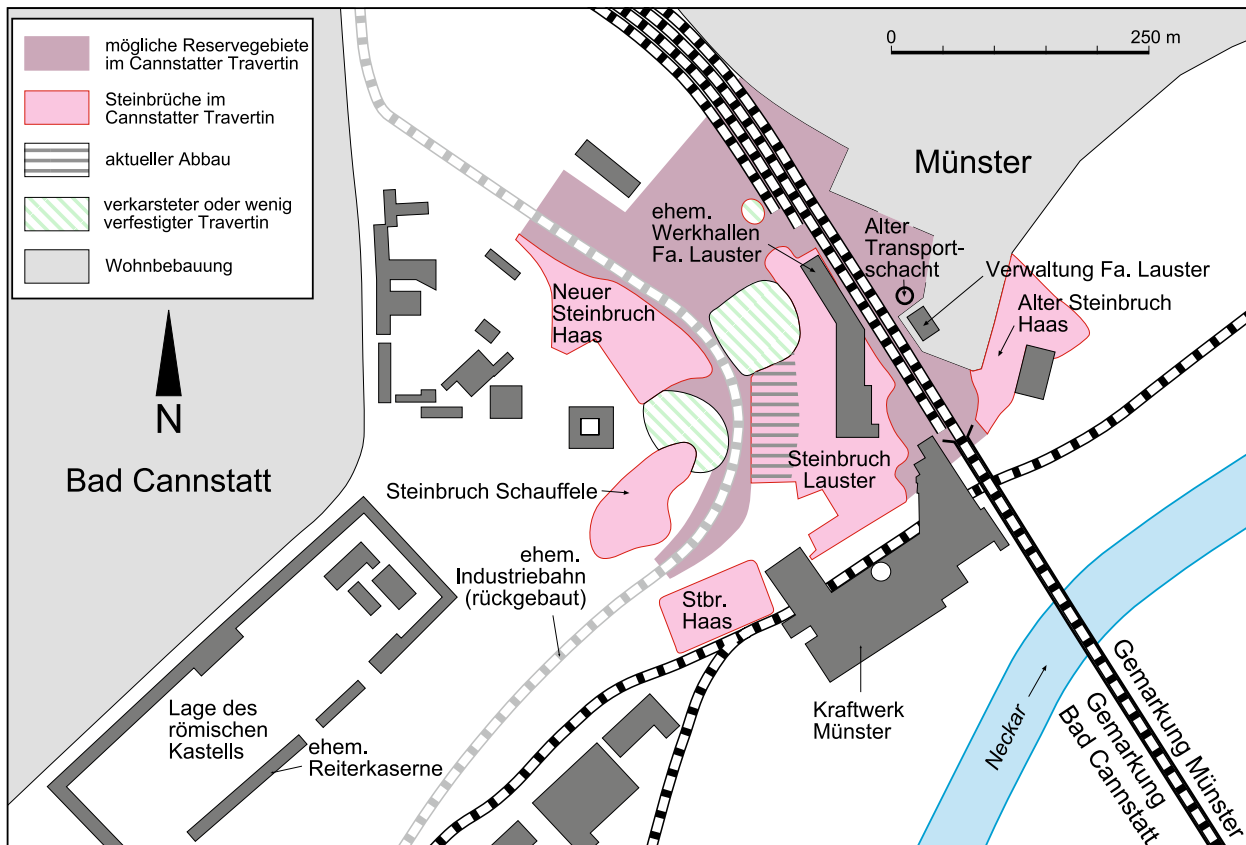 mögliche Reservegebiete
im Cannstatter Travertin
Steinbrüche im
Cannstatter Travertin
aktueller Abbau
verkarsteter oder wenig
verfestigter Travertin
Wohnbebauung
N
0
250 m
Münster
ehem.
Werkhallen
Fa. Lauster
Alter
Transport-
schacht
Verwaltung Fa. Lauster
Alter Steinbruch
Haas
Neuer
Steinbruch
Haas
Bad Cannstatt
Steinbruch Schauffele
Steinbruch
Lauster
ehem.
Industriebahn
(rückgebaut)
Stbr.
Haas
Kraftwerk
Münster
Lage des
römischen
Kastells
ehem.
Reiterkaserne
Neckar
Gemarkung Münster
Gemarkung
Bad Cannstatt